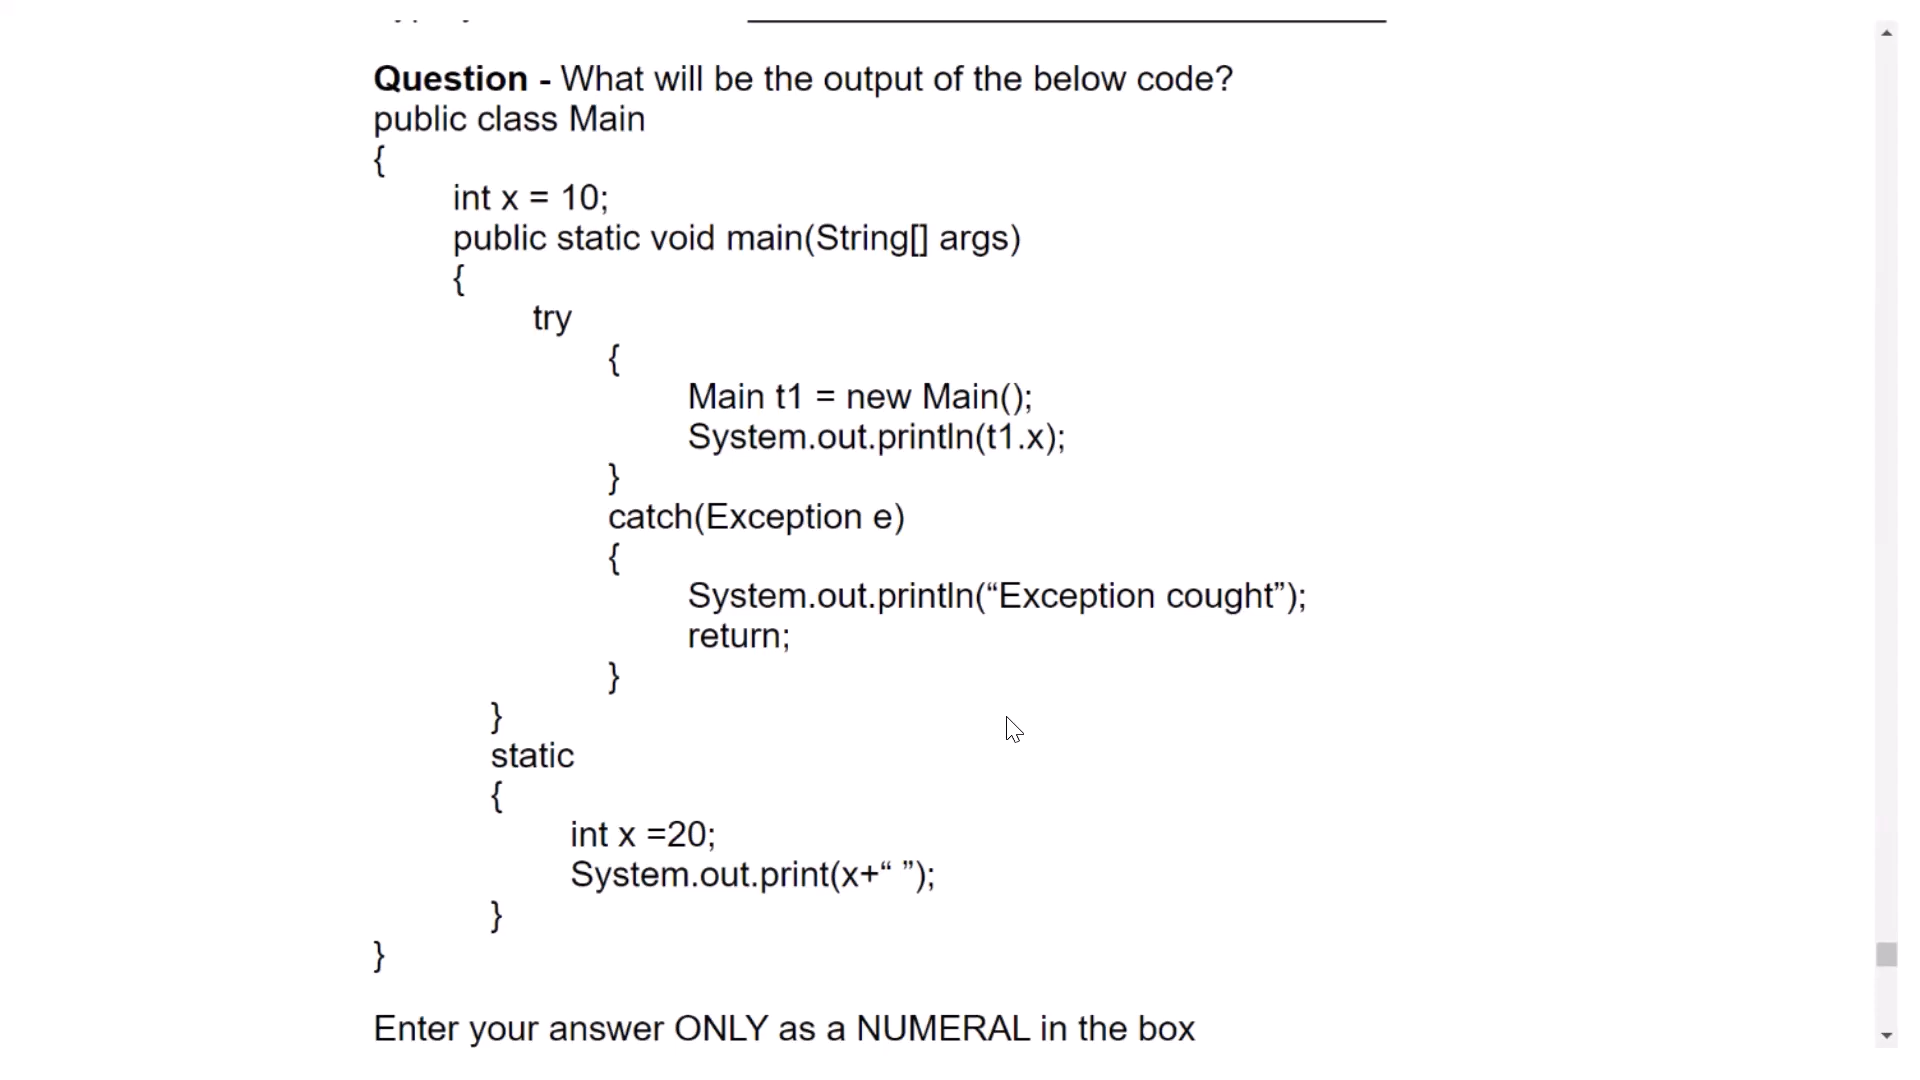 Question - What will be the output of the below code?
public class Main
{
int x = 10;
public static void main(String[] args)
{
try
{
Main t1 = new Main();
System.out.println(t1.x);
}
catch(Exception e)
{
System.out.println(“Exception cought”);
return;
}
}
static
{
int x =20;
System.out.print(x+“ ”);
}
}
Enter your answer ONLY as a NUMERAL in the box